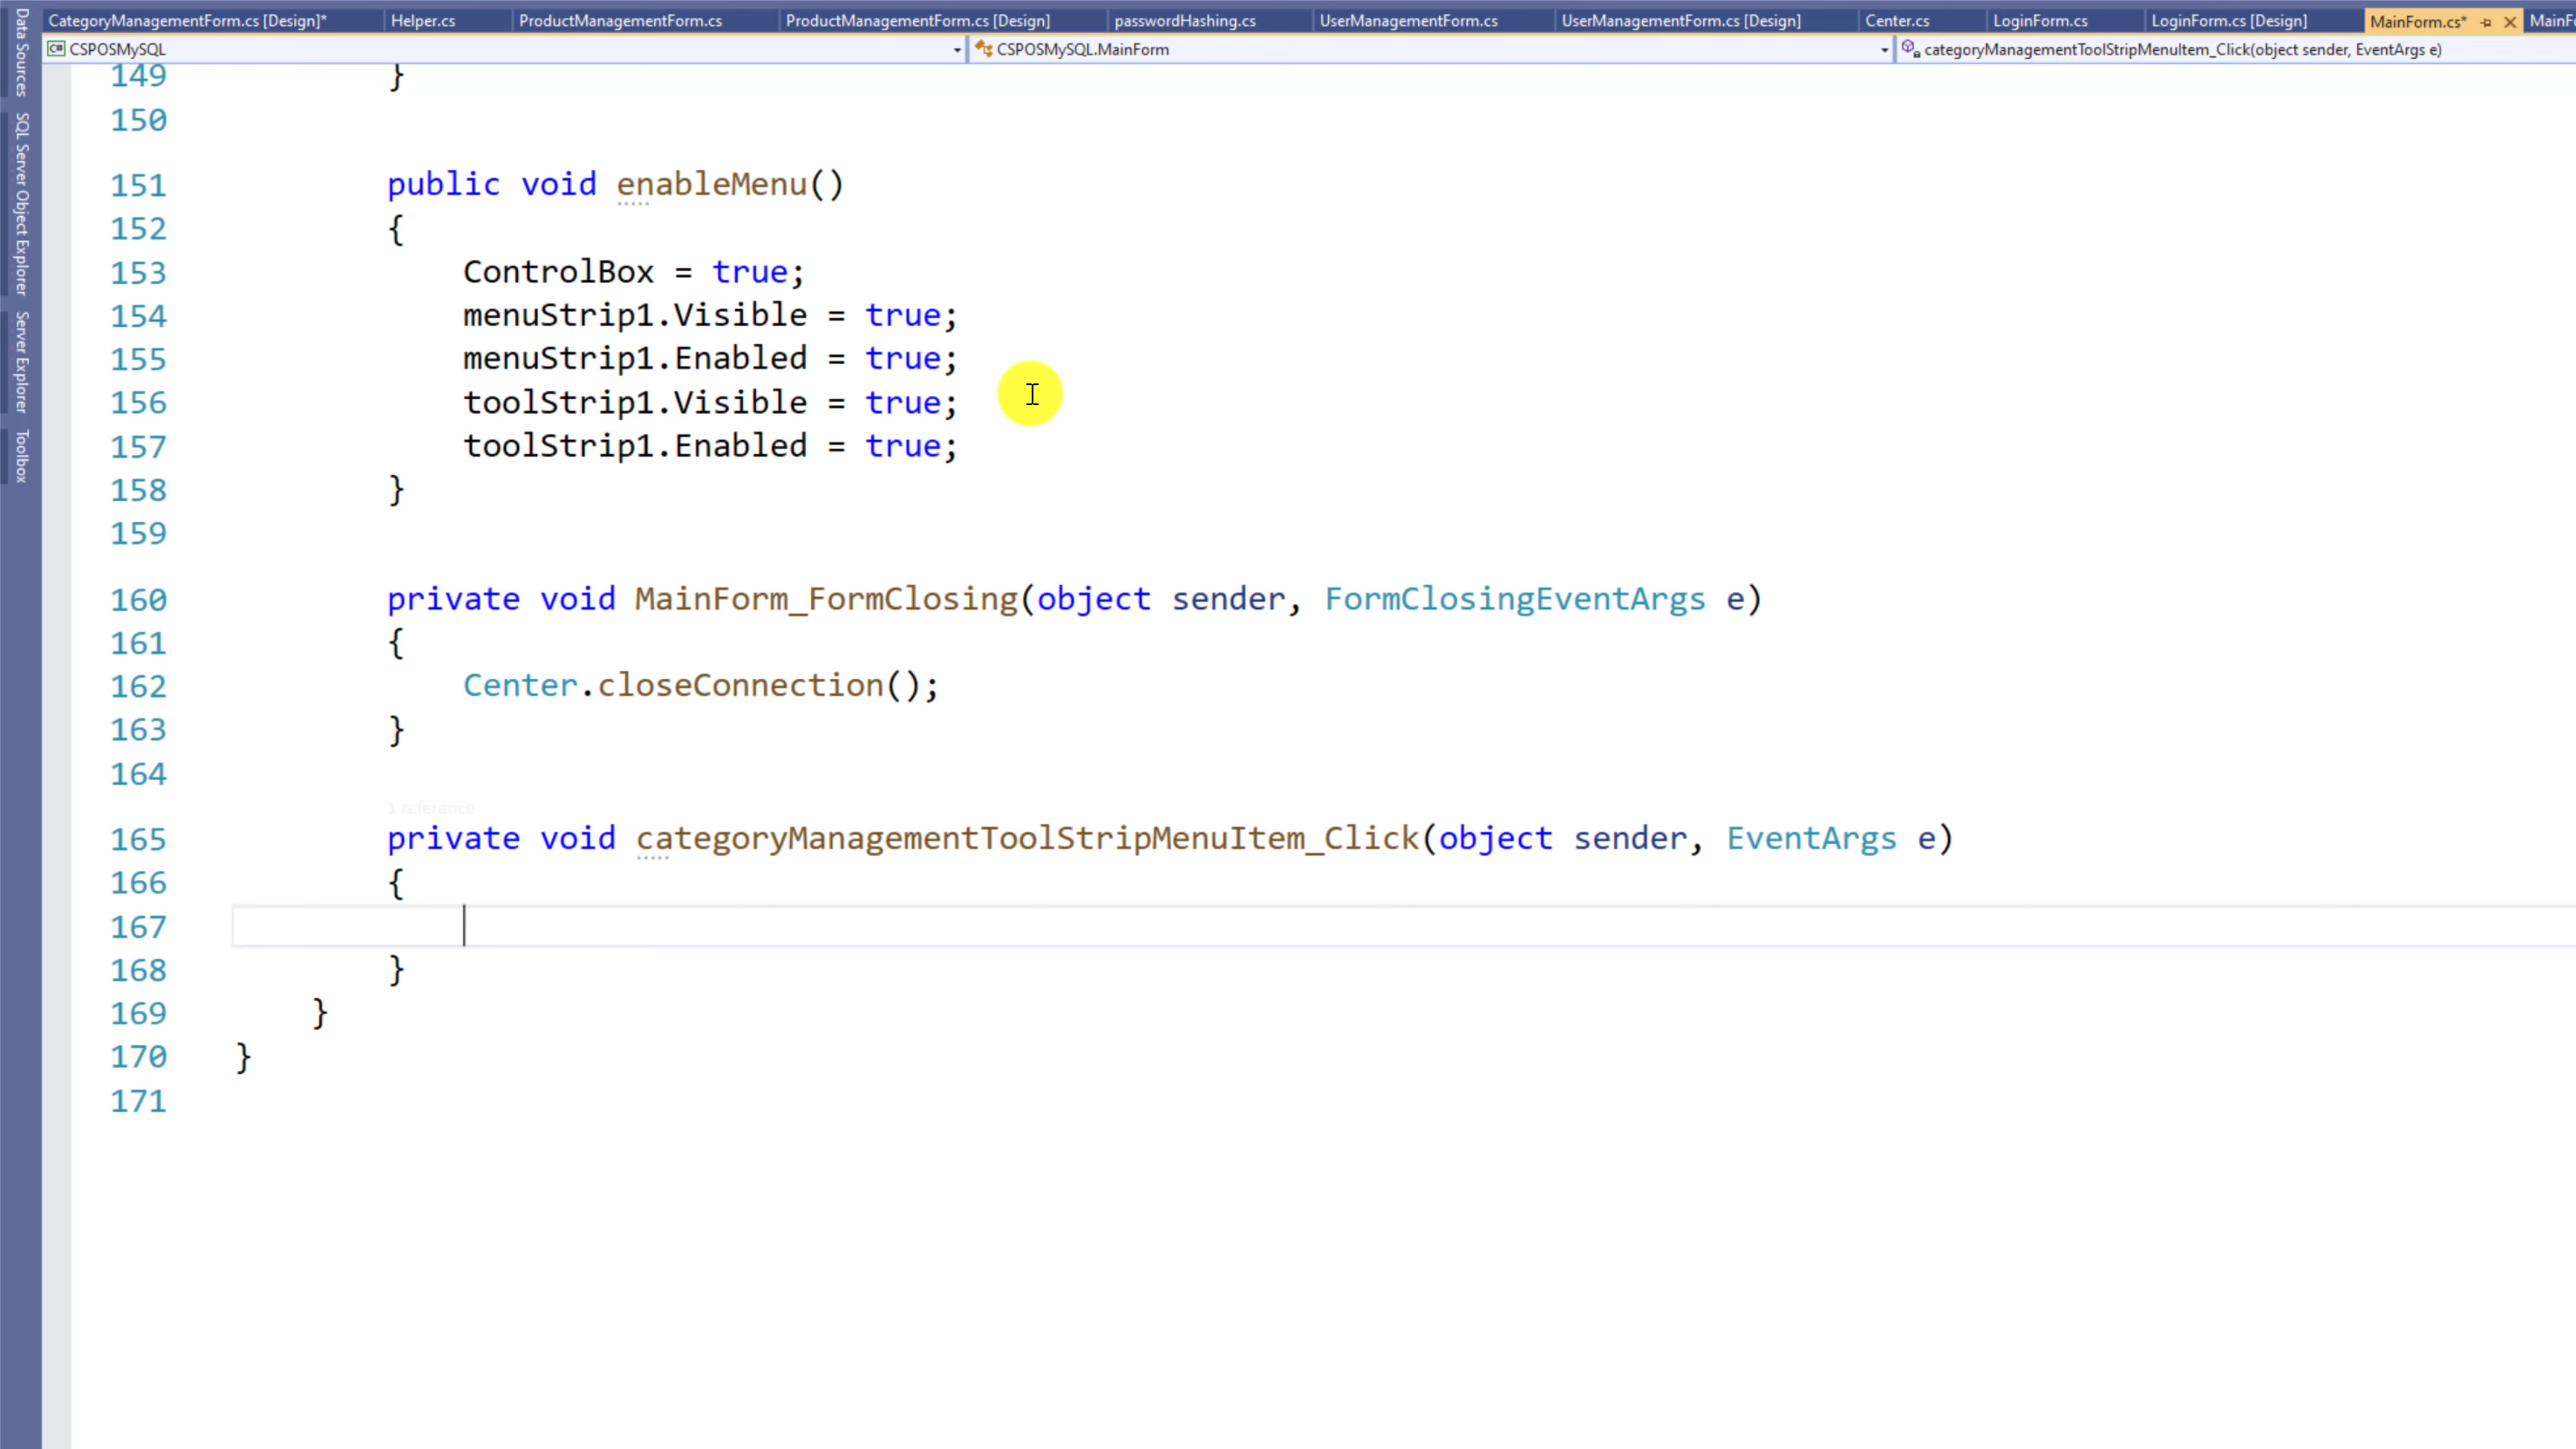 CategoryManagementForm.cs [Design]* Helper.cs ProductManagementForm.cs ProductManagementForm.cs [Design] passwordHashing.cs UserManagementForm.cs UserManagementForm.cs [Design] Center.cs LoginForm.cs LoginForm.cs [Design] MainForm.cs* MainFo
CSPOSMySQL CSPOSMySQL.MainForm categoryManagementToolStripMenuItem_Click(object sender, EventArgs e)
Data Sources
SQL Server Object Explorer
Server Explorer
Toolbox
149 }
150
151 public void enableMenu()
152 {
153 ControlBox = true;
154 menuStrip1.Visible = true;
155 menuStrip1.Enabled = true;
156 toolStrip1.Visible = true;
157 toolStrip1.Enabled = true;
158 }
159
160 private void MainForm_FormClosing(object sender, FormClosingEventArgs e)
161 {
162 Center.closeConnection();
163 }
164
1 reference
165 private void categoryManagementToolStripMenuItem_Click(object sender, EventArgs e)
166 {
167
168 }
169 }
170 }
171